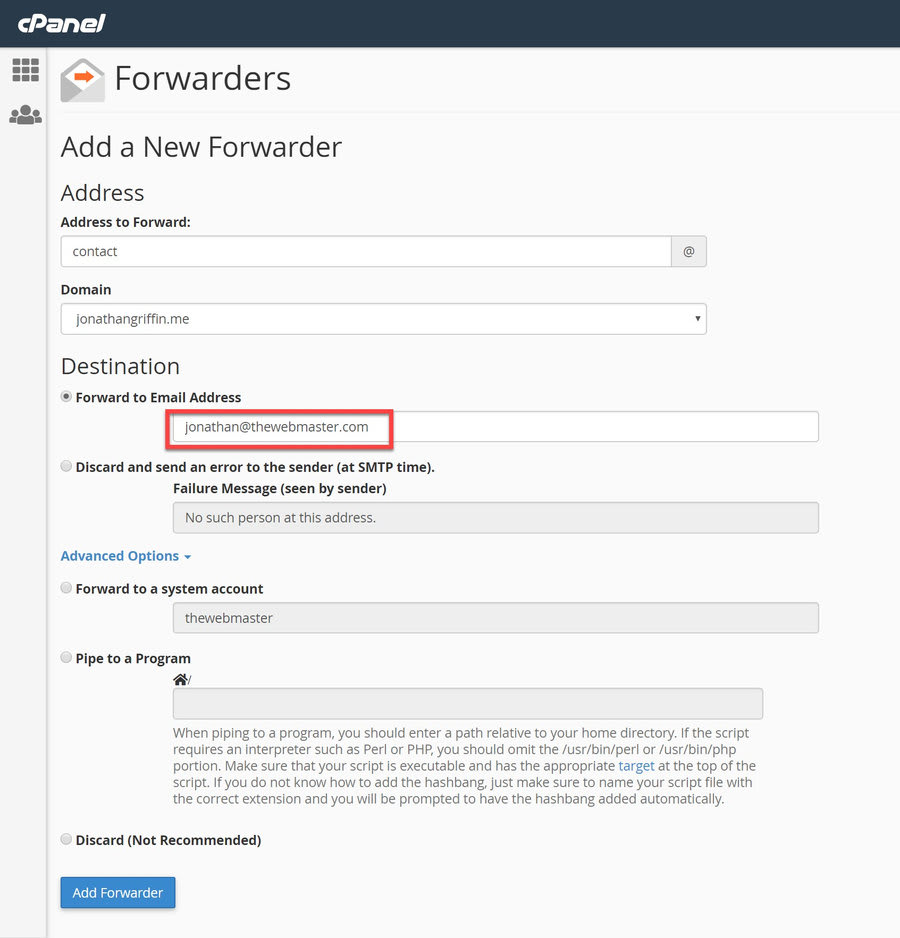 cPanel
Forwarders
Add a New Forwarder
Address
Address to Forward:
contact
@
Domain
jonathangriffin.me
Destination
Forward to Email Address
jonathan@thewebmaster.com
Discard and send an error to the sender (at SMTP time).
Failure Message (seen by sender)
No such person at this address.
Advanced Options
Forward to a system account
thewebmaster
Pipe to a Program
/
When piping to a program, you should enter a path relative to your home directory. If the script
requires an interpreter such as Perl or PHP, you should omit the /usr/bin/perl or /usr/bin/php
portion. Make sure that your script is executable and has the appropriate target at the top of the
script. If you do not know how to add the hashbang, just make sure to name your script file with
the correct extension and you will be prompted to have the hashbang added automatically.
Discard (Not Recommended)
Add Forwarder